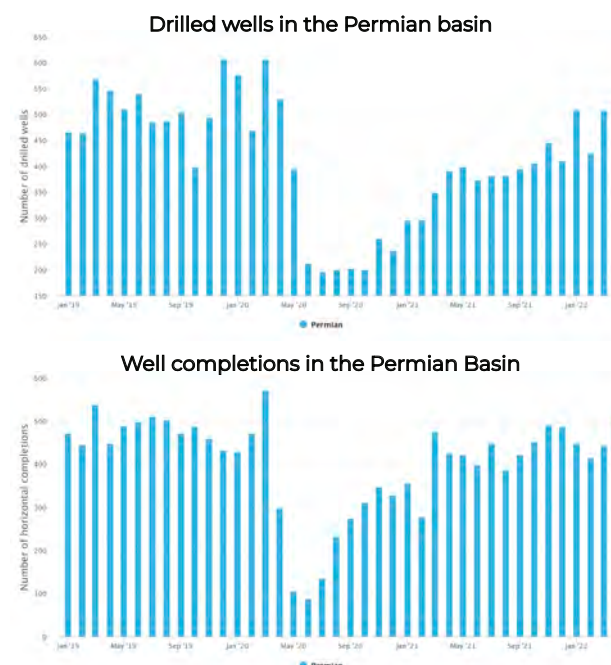 Drilled wells in the Permian basin
Number of drilled wells
650
600
550
500
450
400
350
300
250
200
150
Jan '19 May '19 Sep '19 Jan '20 May '20 Sep '20 Jan '21 May '21 Sep '21 Jan '22
Permian
Well completions in the Permian Basin
Number of horizontal completions
600
500
400
300
200
100
0
Jan '19 May '19 Sep '19 Jan '20 May '20 Sep '20 Jan '21 May '21 Sep '21 Jan '22
Permian